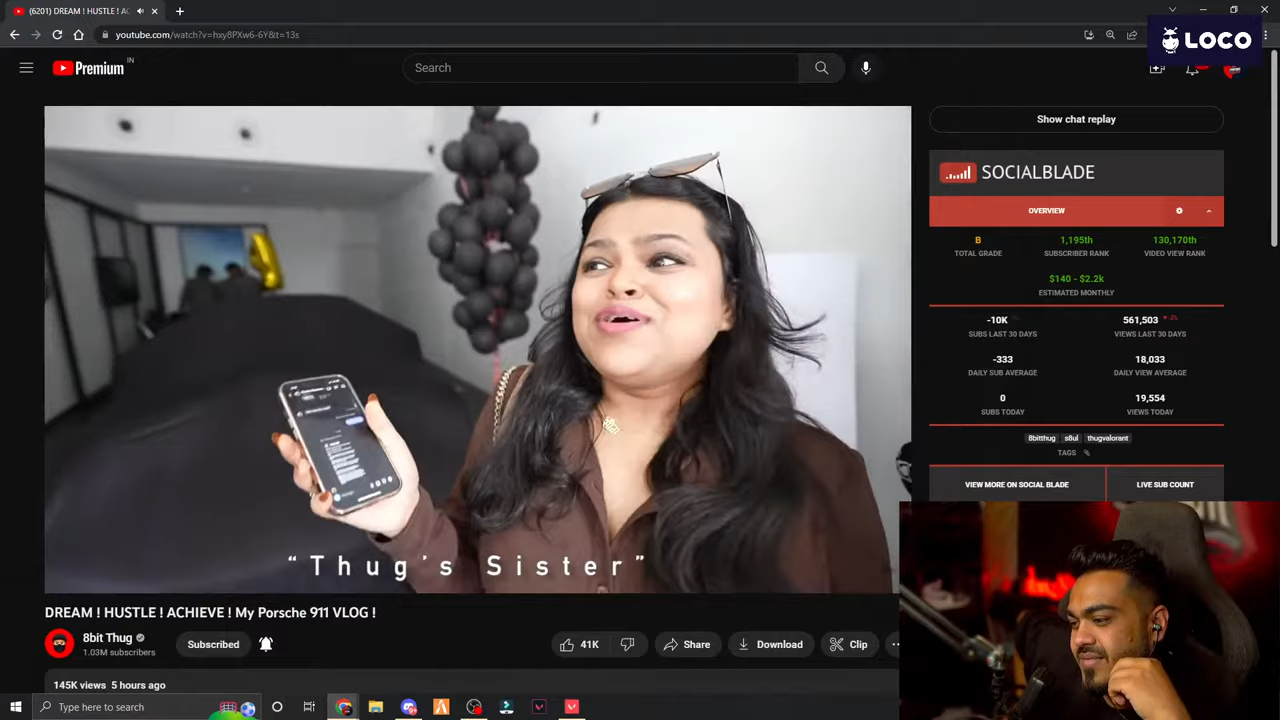 (6201) DREAM ! HUSTLE ! AC
youtube.com/watch?v=hxy8PXw6-6Y&t=13s
LOCO
Premium IN
Search
Show chat replay
SOCIALBLADE
OVERVIEW
B 1,195th 130,170th
TOTAL GRADE SUBSCRIBER RANK VIDEO VIEW RANK
$140 - $2.2k
ESTIMATED MONTHLY
-10K 561,503 -2%
SUBS LAST 30 DAYS VIEWS LAST 30 DAYS
-333 18,033
DAILY SUB AVERAGE DAILY VIEW AVERAGE
0 19,554
SUBS TODAY VIEWS TODAY
8bitthug s8ul thugvalorant
TAGS
VIEW MORE ON SOCIAL BLADE LIVE SUB COUNT
“Thug’s Sister”
DREAM ! HUSTLE ! ACHIEVE ! My Porsche 911 VLOG !
8bit Thug
1.03M subscribers
Subscribed
41K Share Download Clip
145K views 5 hours ago
Type here to search